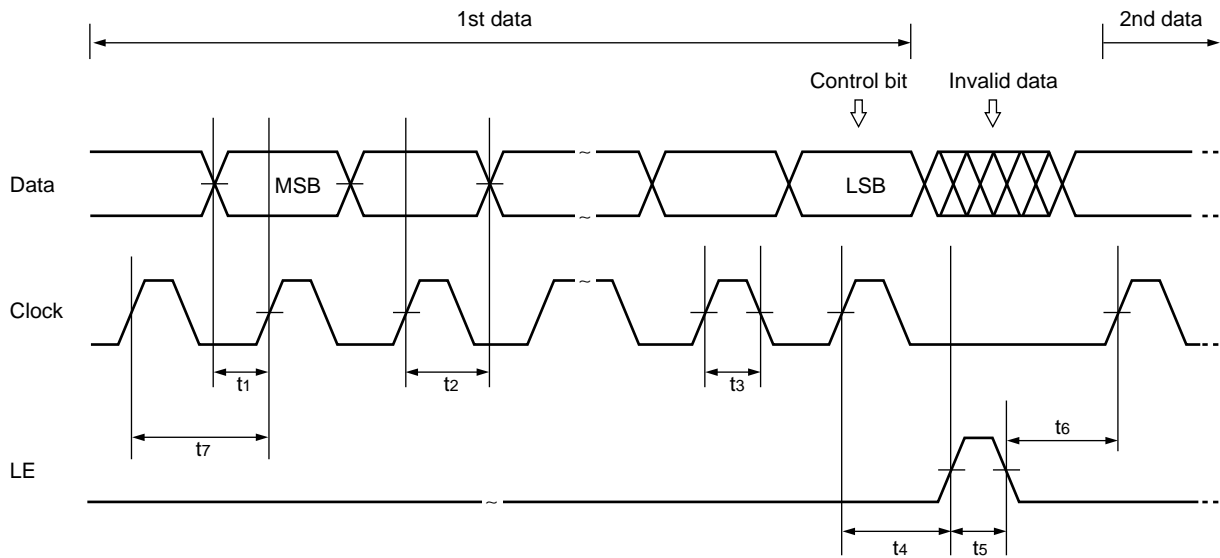 1st data
2nd data
Control bit
Invalid data
Data
MSB
LSB
Clock
t1
t2
t3
t7
t6
LE
t4
t5